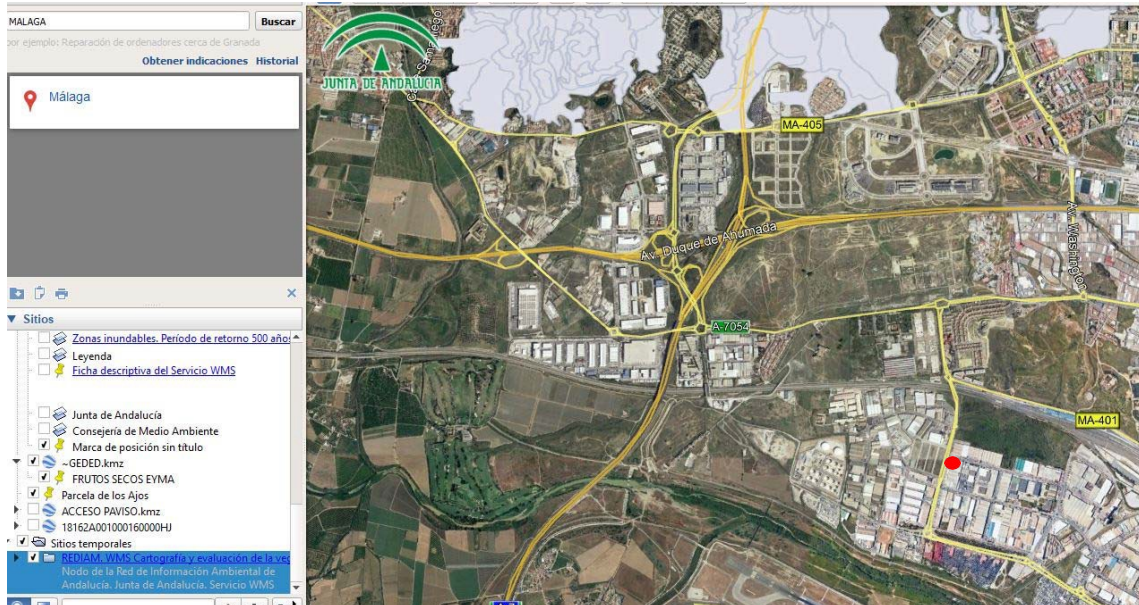 MALAGA
Buscar
por ejemplo: Reparación de ordenadores cerca de Granada
Obtener indicaciones Historial
Málaga
Sitios
Zonas inundables. Período de retorno 500 años
Leyenda
Ficha descriptiva del Servicio WMS
Junta de Andalucía
Consejería de Medio Ambiente
Marca de posición sin título
~GEDED.kmz
FRUTOS SECOS EYMA
Parcela de los Ajos
ACCESO PAVISO.kmz
18162A001000160000HJ
Sitios temporales
REDIAM. WMS Cartografía y evaluación de la veg
Nodo de la Red de Información Ambiental de
Andalucía. Junta de Andalucía. Servicio WMS
JUNTA DE ANDALUCIA
MA-405
Av. Duque de Ahumada
Av. Washington
A-7054
MA-401